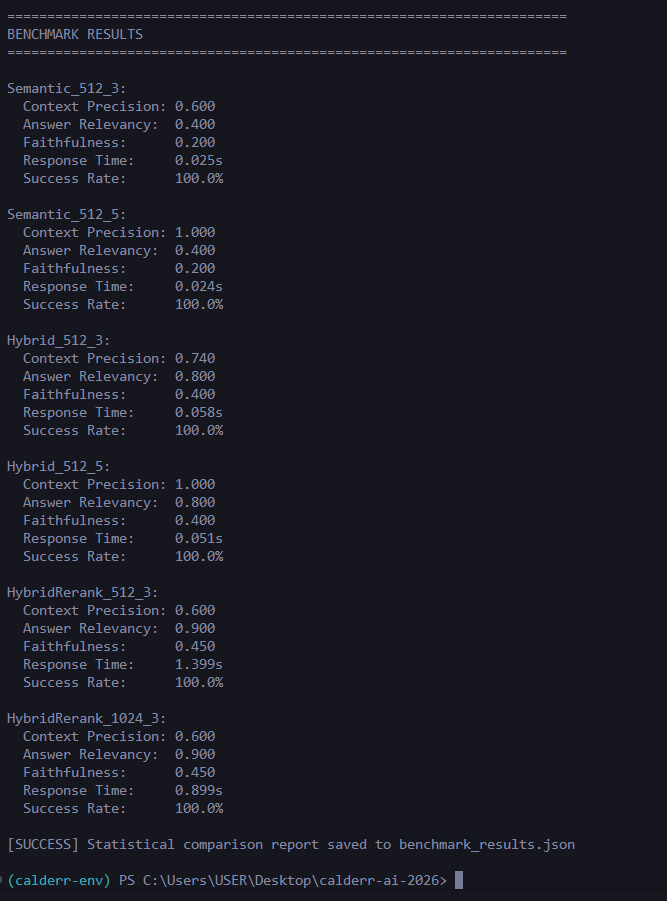 ======================================================================
BENCHMARK RESULTS
======================================================================
Semantic_512_3:
Context Precision: 0.600
Answer Relevancy: 0.400
Faithfulness: 0.200
Response Time: 0.025s
Success Rate: 100.0%
Semantic_512_5:
Context Precision: 1.000
Answer Relevancy: 0.400
Faithfulness: 0.200
Response Time: 0.024s
Success Rate: 100.0%
Hybrid_512_3:
Context Precision: 0.740
Answer Relevancy: 0.800
Faithfulness: 0.400
Response Time: 0.058s
Success Rate: 100.0%
Hybrid_512_5:
Context Precision: 1.000
Answer Relevancy: 0.800
Faithfulness: 0.400
Response Time: 0.051s
Success Rate: 100.0%
HybridRerank_512_3:
Context Precision: 0.600
Answer Relevancy: 0.900
Faithfulness: 0.450
Response Time: 1.399s
Success Rate: 100.0%
HybridRerank_1024_3:
Context Precision: 0.600
Answer Relevancy: 0.900
Faithfulness: 0.450
Response Time: 0.899s
Success Rate: 100.0%
[SUCCESS] Statistical comparison report saved to benchmark_results.json
(calderr-env) PS C:\Users\USER\Desktop\calderr-ai-2026>